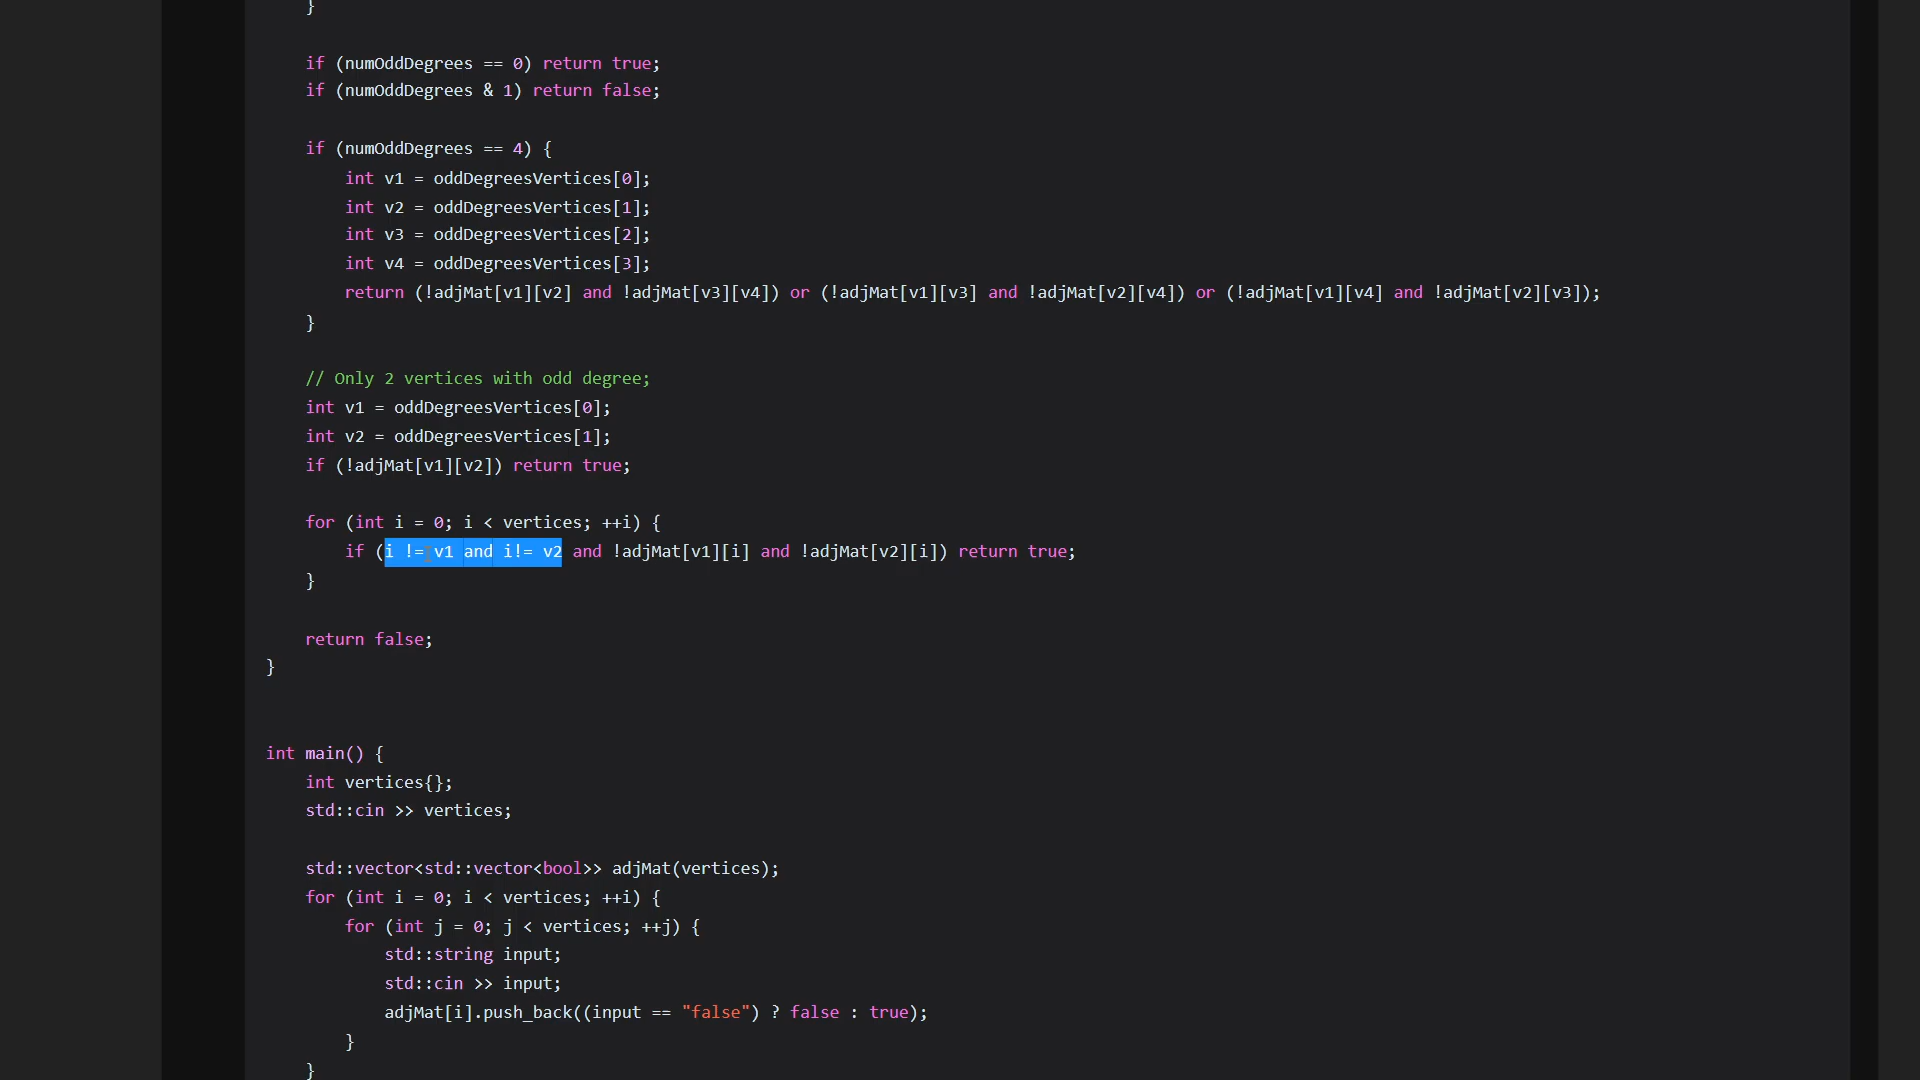 }
if (numOddDegrees == 0) return true;
if (numOddDegrees & 1) return false;
if (numOddDegrees == 4) {
int v1 = oddDegreesVertices[0];
int v2 = oddDegreesVertices[1];
int v3 = oddDegreesVertices[2];
int v4 = oddDegreesVertices[3];
return (!adjMat[v1][v2] and !adjMat[v3][v4]) or (!adjMat[v1][v3] and !adjMat[v2][v4]) or (!adjMat[v1][v4] and !adjMat[v2][v3]);
}
// Only 2 vertices with odd degree;
int v1 = oddDegreesVertices[0];
int v2 = oddDegreesVertices[1];
if (!adjMat[v1][v2]) return true;
for (int i = 0; i < vertices; ++i) {
if (i != v1 and i!= v2 and !adjMat[v1][i] and !adjMat[v2][i]) return true;
}
return false;
}
int main() {
int vertices{};
std::cin >> vertices;
std::vector<std::vector<bool>> adjMat(vertices);
for (int i = 0; i < vertices; ++i) {
for (int j = 0; j < vertices; ++j) {
std::string input;
std::cin >> input;
adjMat[i].push_back((input == "false") ? false : true);
}
}